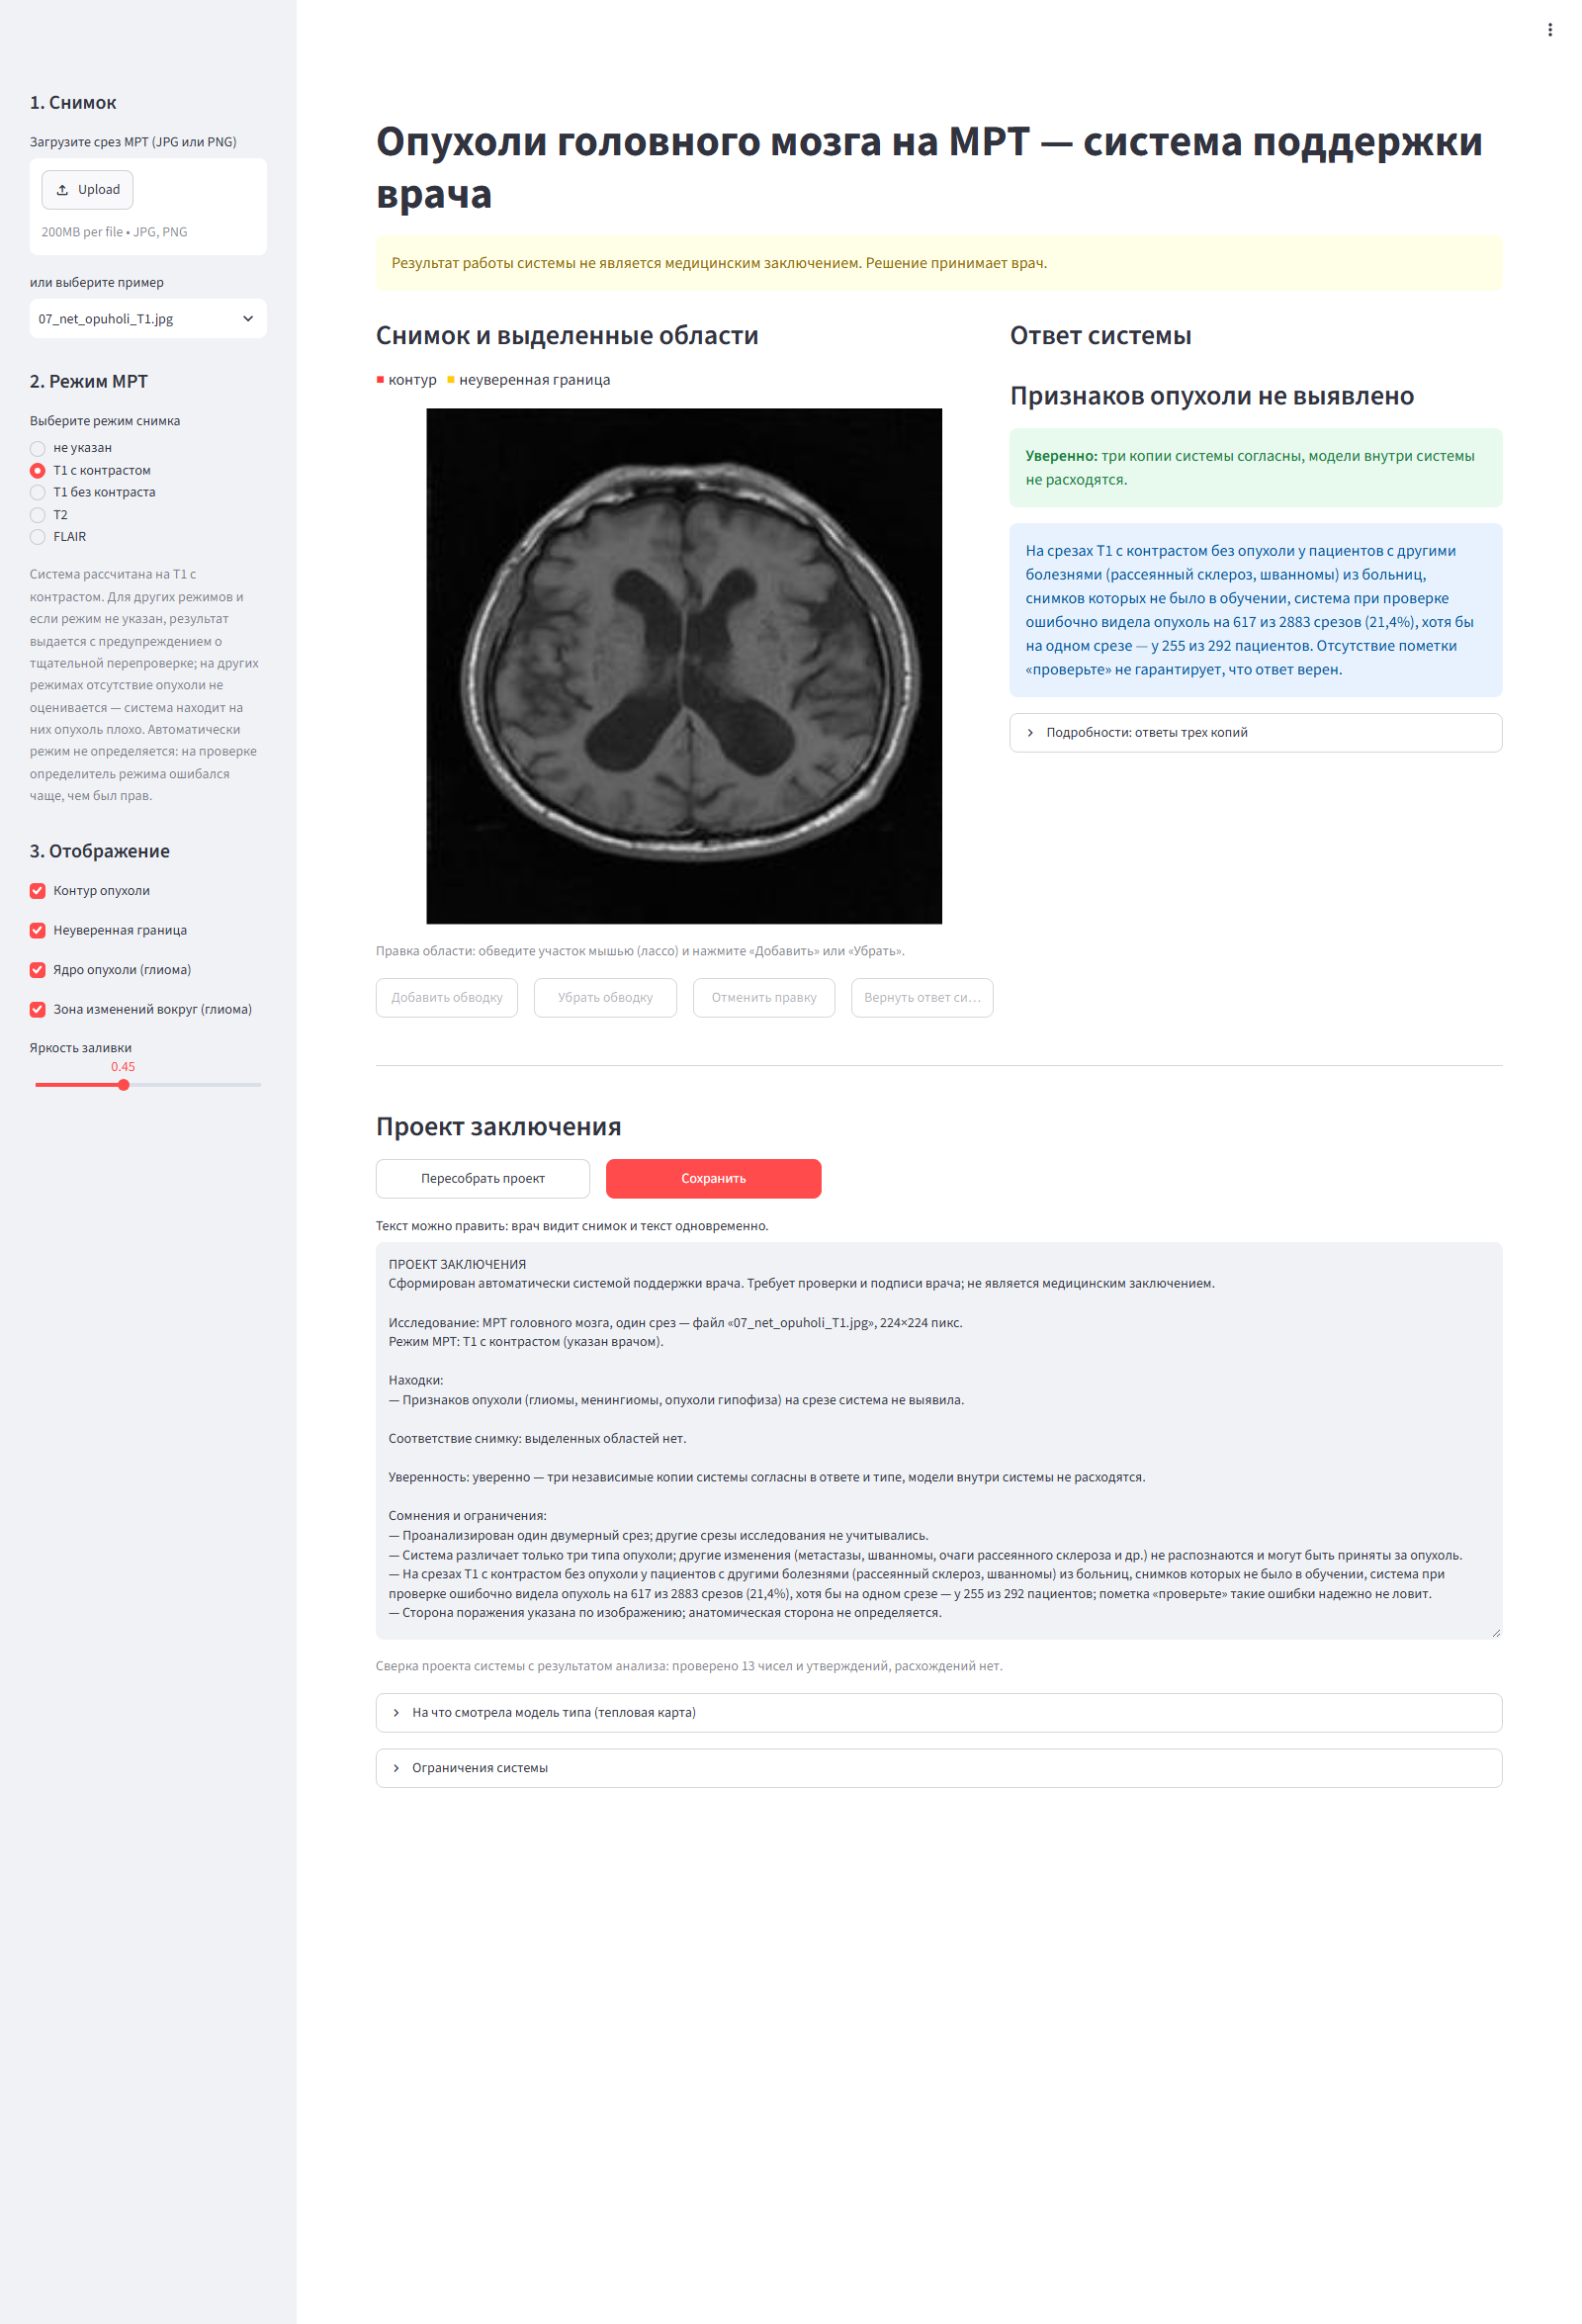 1. Снимок
Загрузите срез МРТ (JPG или PNG)
Upload
200MB per file • JPG, PNG
или выберите пример
07_net_opuholi_T1.jpg
2. Режим МРТ
Выберите режим снимка
не указан
T1 с контрастом
T1 без контраста
T2
FLAIR
Система рассчитана на T1 с
контрастом. Для других режимов и
если режим не указан, результат
выдается с предупреждением о
тщательной перепроверке; на других
режимах отсутствие опухоли не
оценивается — система находит на
них опухоль плохо. Автоматически
режим не определяется: на проверке
определитель режима ошибался
чаще, чем был прав.
3. Отображение
Контур опухоли
Неуверенная граница
Ядро опухоли (глиома)
Зона изменений вокруг (глиома)
Яркость заливки
0.45
Опухоли головного мозга на МРТ — система поддержки
врача
Результат работы системы не является медицинским заключением. Решение принимает врач.
Снимок и выделенные области
контур неуверенная граница
Правка области: обведите участок мышью (лассо) и нажмите «Добавить» или «Убрать».
Добавить обводку
Убрать обводку
Отменить правку
Вернуть ответ си…
Ответ системы
Признаков опухоли не выявлено
Уверенно: три копии системы согласны, модели внутри системы
не расходятся.
На срезах T1 с контрастом без опухоли у пациентов с другими
болезнями (рассеянный склероз, шванномы) из больниц,
снимков которых не было в обучении, система при проверке
ошибочно видела опухоль на 617 из 2883 срезов (21,4%), хотя бы
на одном срезе — у 255 из 292 пациентов. Отсутствие пометки
«проверьте» не гарантирует, что ответ верен.
Подробности: ответы трех копий
Проект заключения
Пересобрать проект
Сохранить
Текст можно править: врач видит снимок и текст одновременно.
ПРОЕКТ ЗАКЛЮЧЕНИЯ
Сформирован автоматически системой поддержки врача. Требует проверки и подписи врача; не является медицинским заключением.
Исследование: МРТ головного мозга, один срез — файл «07_net_opuholi_T1.jpg», 224×224 пикс.
Режим МРТ: T1 с контрастом (указан врачом).
Находки:
— Признаков опухоли (глиомы, менингиомы, опухоли гипофиза) на срезе система не выявила.
Соответствие снимку: выделенных областей нет.
Уверенность: уверенно — три независимые копии системы согласны в ответе и типе, модели внутри системы не расходятся.
Сомнения и ограничения:
— Проанализирован один двумерный срез; другие срезы исследования не учитывались.
— Система различает только три типа опухоли; другие изменения (метастазы, шванномы, очаги рассеянного склероза и др.) не распознаются и могут быть приняты за опухоль.
— На срезах T1 с контрастом без опухоли у пациентов с другими болезнями (рассеянный склероз, шванномы) из больниц, снимков которых не было в обучении, система при
проверке ошибочно видела опухоль на 617 из 2883 срезов (21,4%), хотя бы на одном срезе — у 255 из 292 пациентов; пометка «проверьте» такие ошибки надежно не ловит.
— Сторона поражения указана по изображению; анатомическая сторона не определяется.
Сверка проекта системы с результатом анализа: проверено 13 чисел и утверждений, расхождений нет.
На что смотрела модель типа (тепловая карта)
Ограничения системы